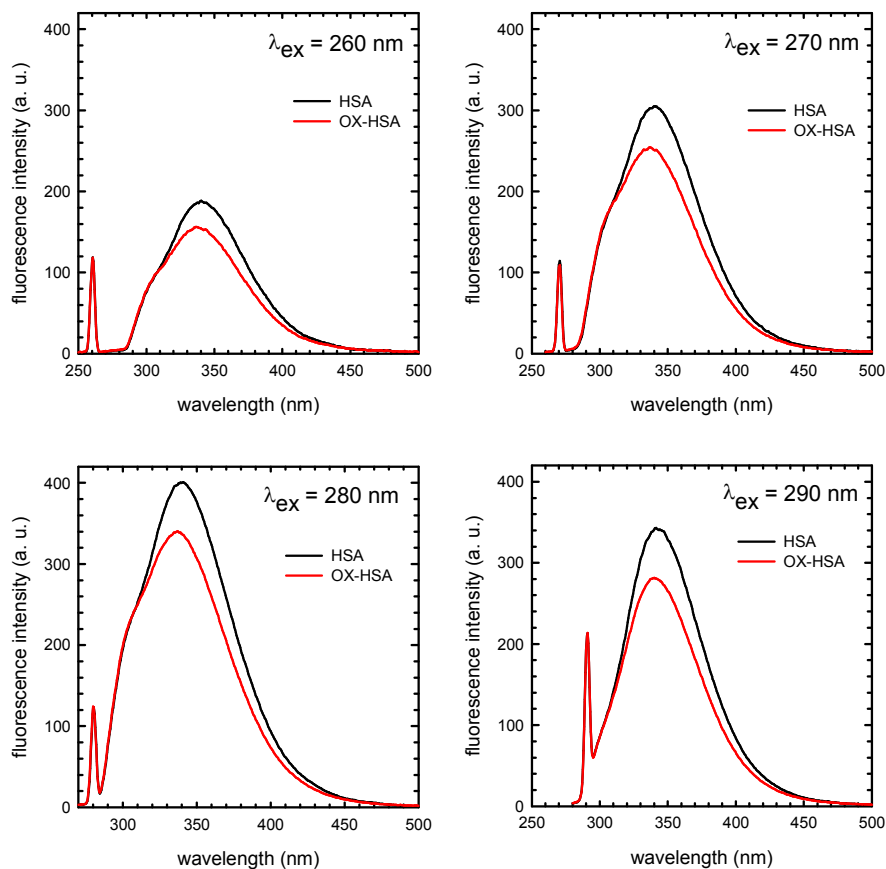 λex = 260 nm
HSA
OX-HSA
fluorescence intensity (a. u.)
400
300
200
100
0
250 300 350 400 450 500
wavelength (nm)
λex = 270 nm
HSA
OX-HSA
fluorescence intensity (a. u.)
400
300
200
100
0
250 300 350 400 450 500
wavelength (nm)
λex = 280 nm
HSA
OX-HSA
fluorescence intensity (a. u.)
400
300
200
100
0
300 350 400 450 500
wavelength (nm)
λex = 290 nm
HSA
OX-HSA
fluorescence intensity (a. u.)
400
300
200
100
0
250 300 350 400 450 500
wavelength (nm)